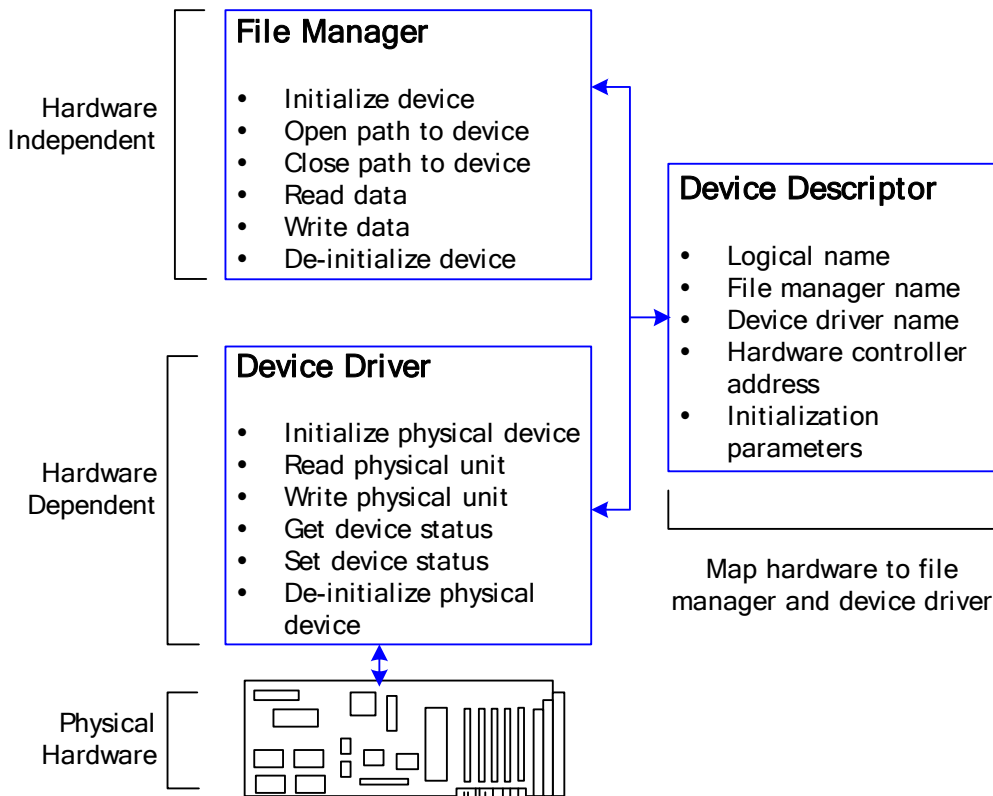 File Manager
• Initialize device
• Open path to device
• Close path to device
• Read data
• Write data
• De-initialize device
Hardware
Independent
Device Descriptor
• Logical name
• File manager name
• Device driver name
• Hardware controller
address
• Initialization
parameters
Map hardware to file
manager and device driver
Device Driver
• Initialize physical device
• Read physical unit
• Write physical unit
• Get device status
• Set device status
• De-initialize physical
device
Hardware
Dependent
Physical
Hardware